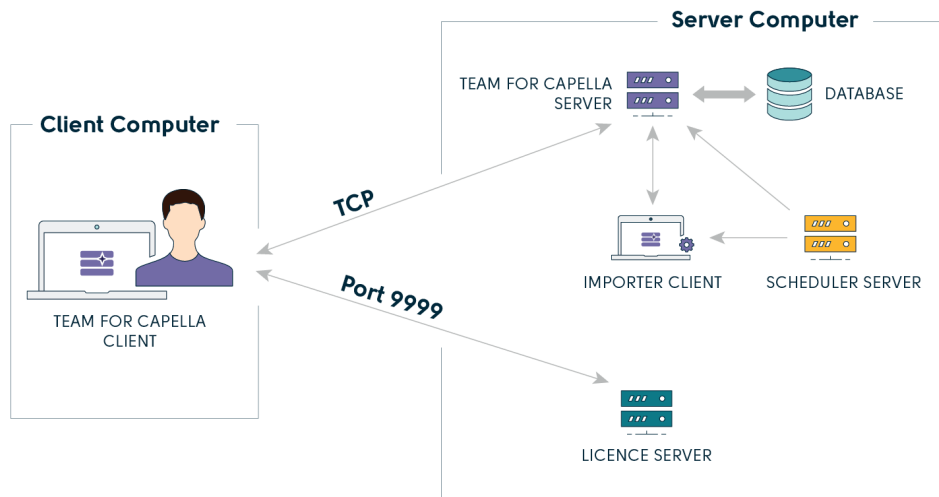 Server Computer
TEAM FOR CAPELLA
SERVER
DATABASE
Client Computer
TCP
IMPORTER CLIENT
SCHEDULER SERVER
Port 9999
TEAM FOR CAPELLA
CLIENT
LICENCE SERVER